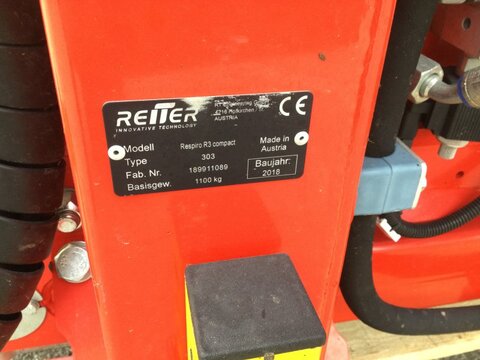 REITER
INNOVATIVE TECHNOLOGY
AUSTRIA
CE
Modell Respiro R3 compact
Made in Austria
Type 303
Fab. Nr. 189911089
Basisgew. 1100 kg
Baujahr:
2018